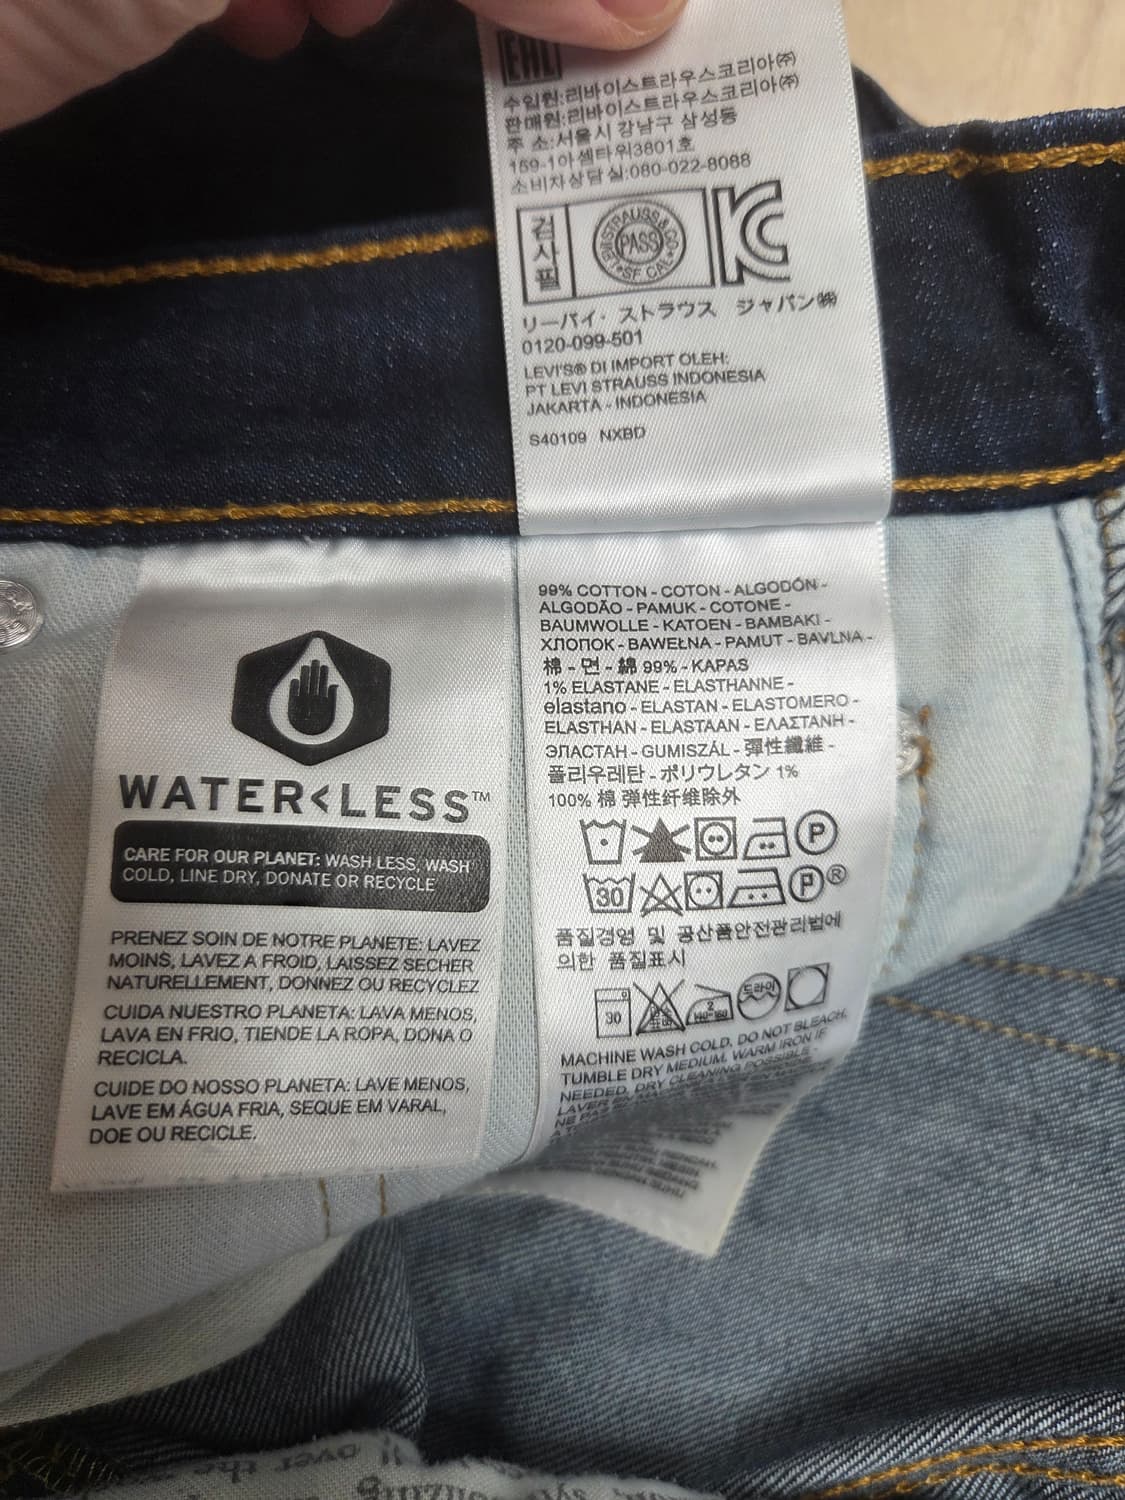 EAC
수입원:리바이스트라우스코리아㈜
판매원:리바이스트라우스코리아㈜
주 소:서울시 강남구 삼성동
159-1아셈타워3801호
소비자상담실:080-022-8088
검사필
LEVI STRAUSS & CO.
PASS
SF CAL
KC
リーバイ・ストラウス ジャパン㈱
0120-099-501
LEVI'S® DI IMPORT OLEH:
PT LEVI STRAUSS INDONESIA
JAKARTA - INDONESIA
S40109 NXBD
WATER<LESS™
CARE FOR OUR PLANET: WASH LESS, WASH
COLD, LINE DRY, DONATE OR RECYCLE
PRENEZ SOIN DE NOTRE PLANETE: LAVEZ
MOINS, LAVEZ A FROID, LAISSEZ SECHER
NATURELLEMENT, DONNEZ OU RECYCLEZ
CUIDA NUESTRO PLANETA: LAVA MENOS,
LAVA EN FRIO, TIENDE LA ROPA, DONA O
RECICLA.
CUIDE DO NOSSO PLANETA: LAVE MENOS,
LAVE EM ÁGUA FRIA, SEQUE EM VARAL,
DOE OU RECICLE.
99% COTTON - COTON - ALGODÓN -
ALGODÃO - PAMUK - COTONE -
BAUMWOLLE - KATOEN - BAMBAKI -
ХЛОПОК - BAWEŁNA - PAMUT - BAVLNA -
棉 - 면 - 綿 99% - KAPAS
1% ELASTANE - ELASTHANNE -
elastano - ELASTAN - ELASTOMERO -
ELASTHAN - ELASTAAN - ΕΛΑΣΤΑΝΗ -
ЭЛАСТАН - GUMISZÁL - 彈性纖維 -
폴리우레탄 - ポリウレタン 1%
100% 棉 弹性纤维除外
P
30 P ®
품질경영 및 공산품안전관리법에
의한 품질표시
30 드라이
MACHINE WASH COLD, DO NOT BLEACH,
TUMBLE DRY MEDIUM, WARM IRON IF
NEEDED, DRY CLEANING POSSIBLE -